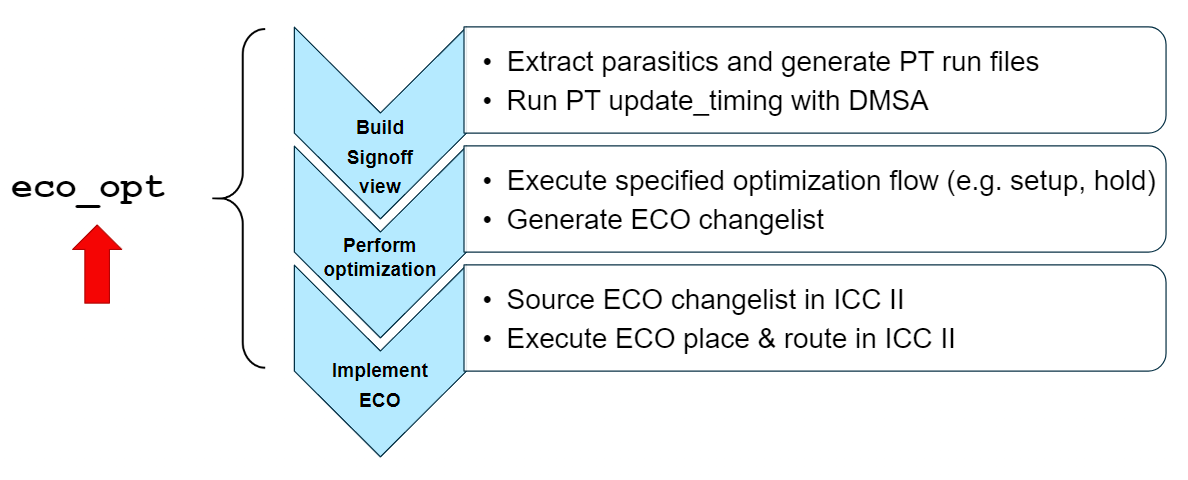 eco_opt
Build
Signoff
view
• Extract parasitics and generate PT run files
• Run PT update_timing with DMSA
Perform
optimization
• Execute specified optimization flow (e.g. setup, hold)
• Generate ECO changelist
Implement
ECO
• Source ECO changelist in ICC II
• Execute ECO place & route in ICC II